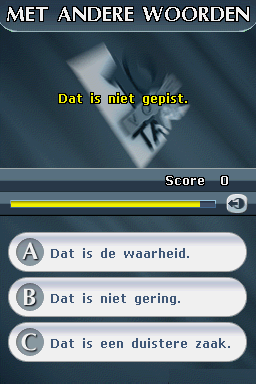 MET ANDERE WOORDEN
Dat is niet gepist.
Score 0
A Dat is de waarheid.
B Dat is niet gering.
C Dat is een duistere zaak.